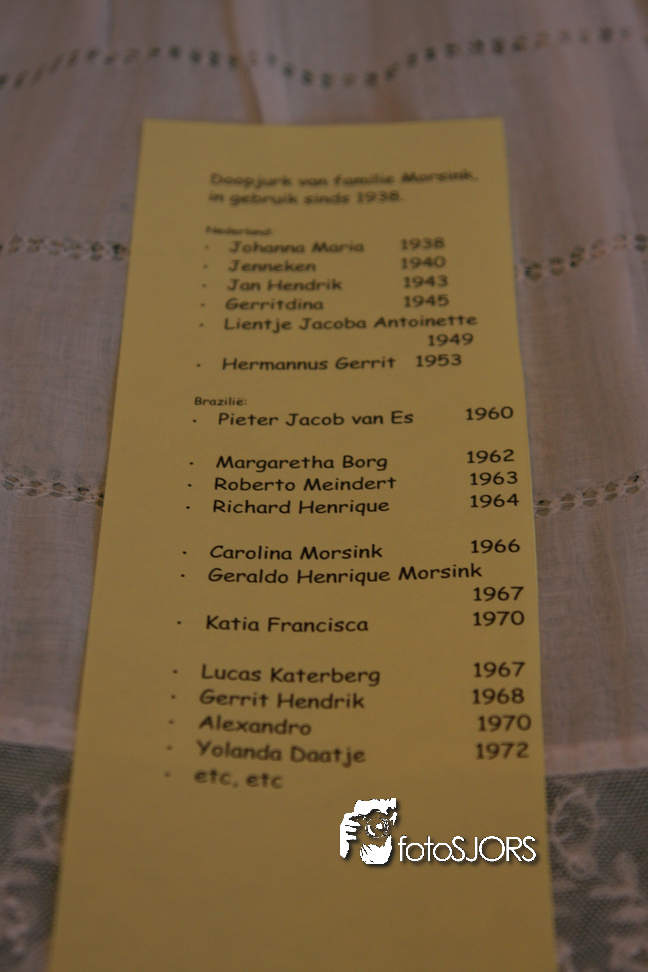 Doopjurk van familie Morsink,
in gebruik sinds 1938.
Nederland:
· Johanna Maria 1938
· Jenneken 1940
· Jan Hendrik 1943
· Gerritdina 1945
· Lientje Jacoba Antoinette
1949
· Hermannus Gerrit 1953
Brazilië:
· Pieter Jacob van Es 1960
· Margaretha Borg 1962
· Roberto Meindert 1963
· Richard Henrique 1964
· Carolina Morsink 1966
· Geraldo Henrique Morsink
1967
· Katia Francisca 1970
· Lucas Katerberg 1967
· Gerrit Hendrik 1968
· Alexandro 1970
· Yolanda Daatje 1972
· etc, etc
fotoSJORS